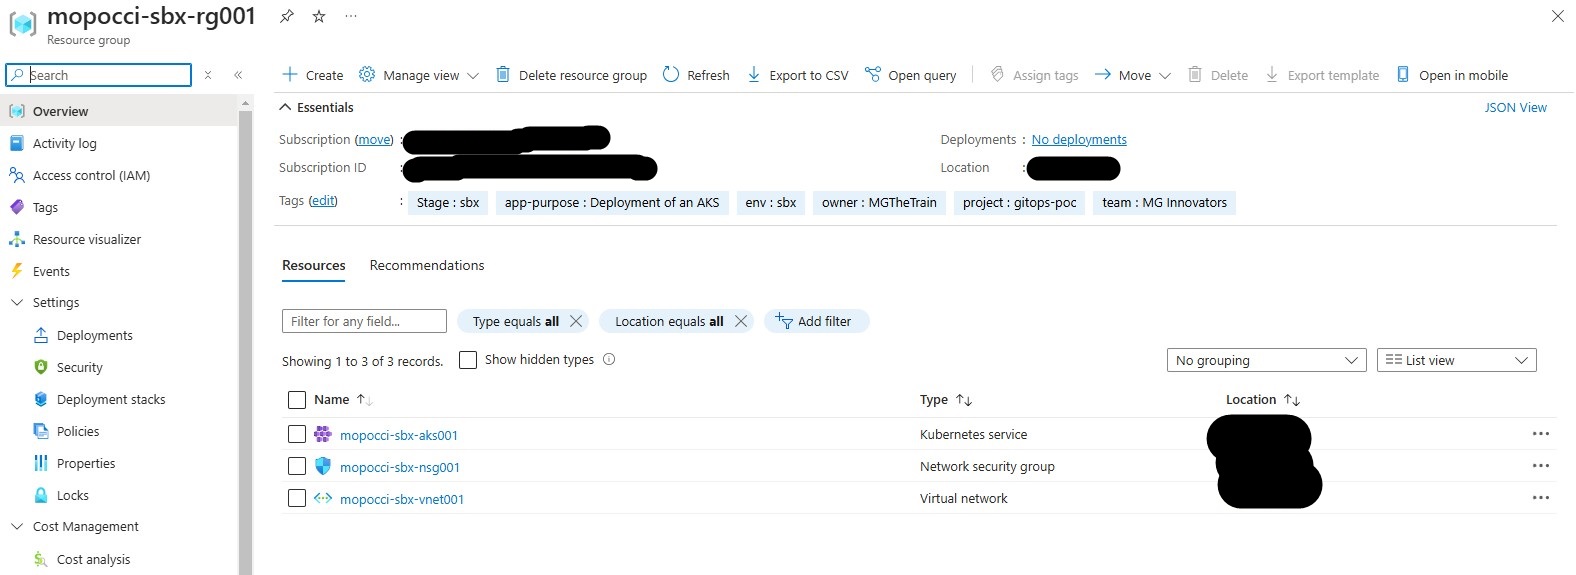 mopocci-sbx-rg001
Resource group
Search
Create Manage view Delete resource group Refresh Export to CSV Open query Assign tags Move Delete Export template Open in mobile
Overview
Activity log
Access control (IAM)
Tags
Resource visualizer
Events
Settings
Deployments
Security
Deployment stacks
Policies
Properties
Locks
Cost Management
Cost analysis
Essentials
JSON View
Subscription (move) :
Deployments : No deployments
Subscription ID :
Location :
Tags (edit) : Stage : sbx app-purpose : Deployment of an AKS env : sbx owner : MGTheTrain project : gitops-poc team : MG Innovators
Resources Recommendations
Filter for any field... Type equals all Location equals all Add filter
Showing 1 to 3 of 3 records. Show hidden types No grouping List view
Name Type Location
mopocci-sbx-aks001 Kubernetes service
mopocci-sbx-nsg001 Network security group
mopocci-sbx-vnet001 Virtual network